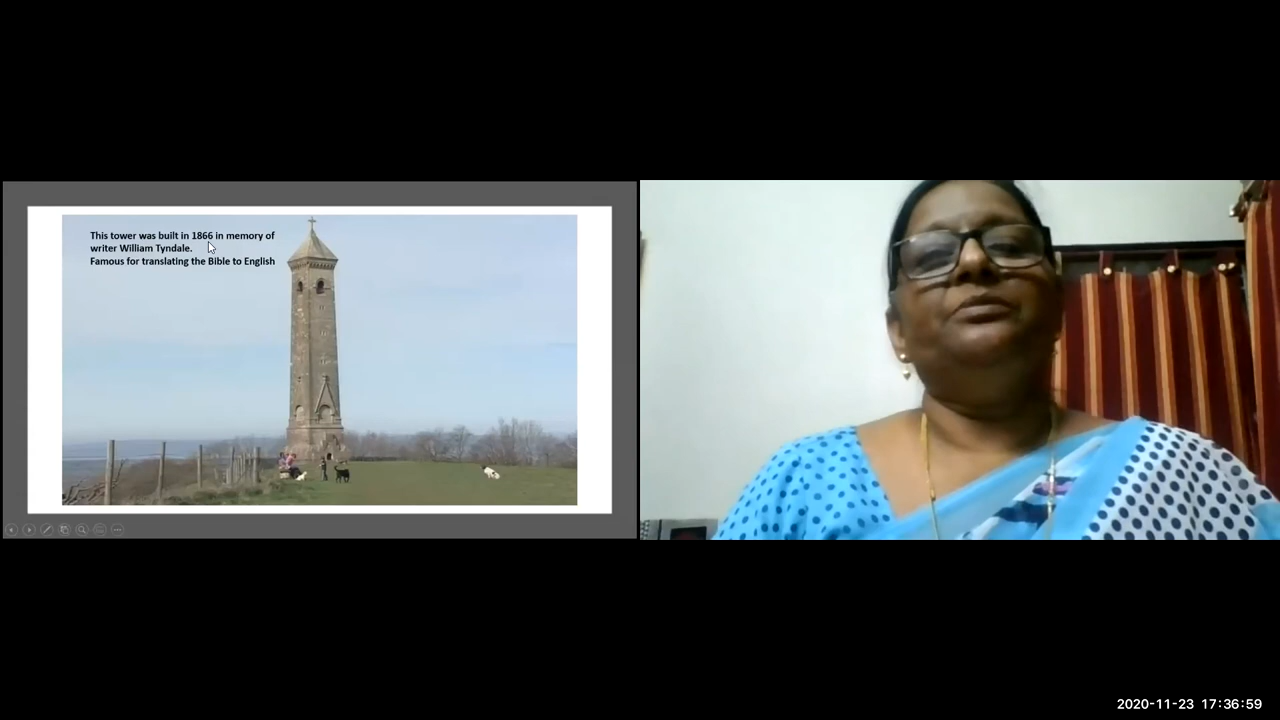 This tower was built in 1866 in memory of
writer William Tyndale.
Famous for translating the Bible to English
2020-11-23 17:36:59